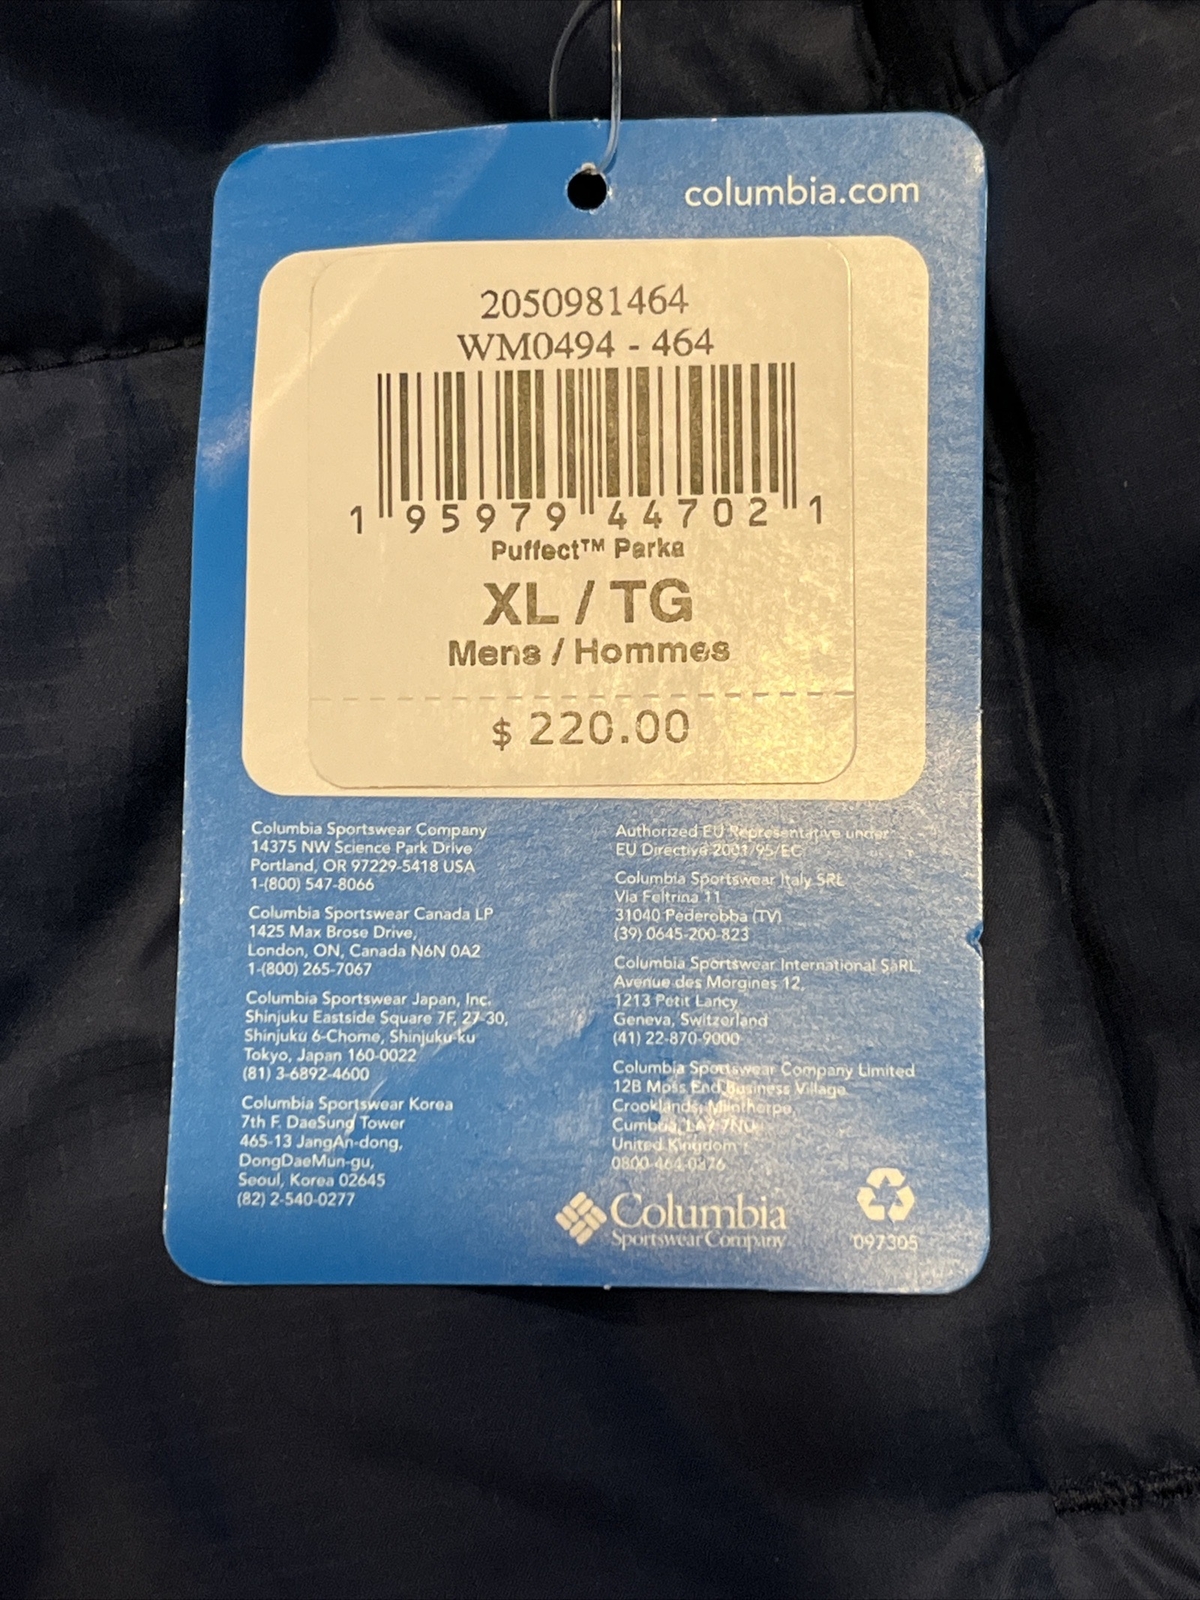 columbia.com
2050981464
WM0494 - 464
1 95979 44702 1
Puffect™ Parka
XL / TG
Mens / Hommes
$ 220.00
Columbia Sportswear Company
14375 NW Science Park Drive
Portland, OR 97229-5418 USA
1-(800) 547-8066
Columbia Sportswear Canada LP
1425 Max Brose Drive,
London, ON, Canada N6N 0A2
1-(800) 265-7067
Columbia Sportswear Japan, Inc.
Shinjuku Eastside Square 7F, 27-30,
Shinjuku 6-Chome, Shinjuku-ku
Tokyo, Japan 160-0022
(81) 3-6892-4600
Columbia Sportswear Korea
7th F. DaeSung Tower
465-13 JangAn-dong,
DongDaeMun-gu,
Seoul, Korea 02645
(82) 2-540-0277
Authorized EU Representative under
EU Directive 2001/95/EC
Columbia Sportswear Italy SRL
Via Feltrina 11
31040 Pederobba (TV)
(39) 0645-200-823
Columbia Sportswear International SàRL,
Avenue des Morgines 12,
1213 Petit Lancy
Geneva, Switzerland
(41) 22-870-9000
Columbia Sportswear Company Limited
12B Moss End Business Village
Crooklands, Milnthorpe,
Cumbria, LA7 7NU
United Kingdom
0800-464-0376
Columbia
Sportswear Company
097305